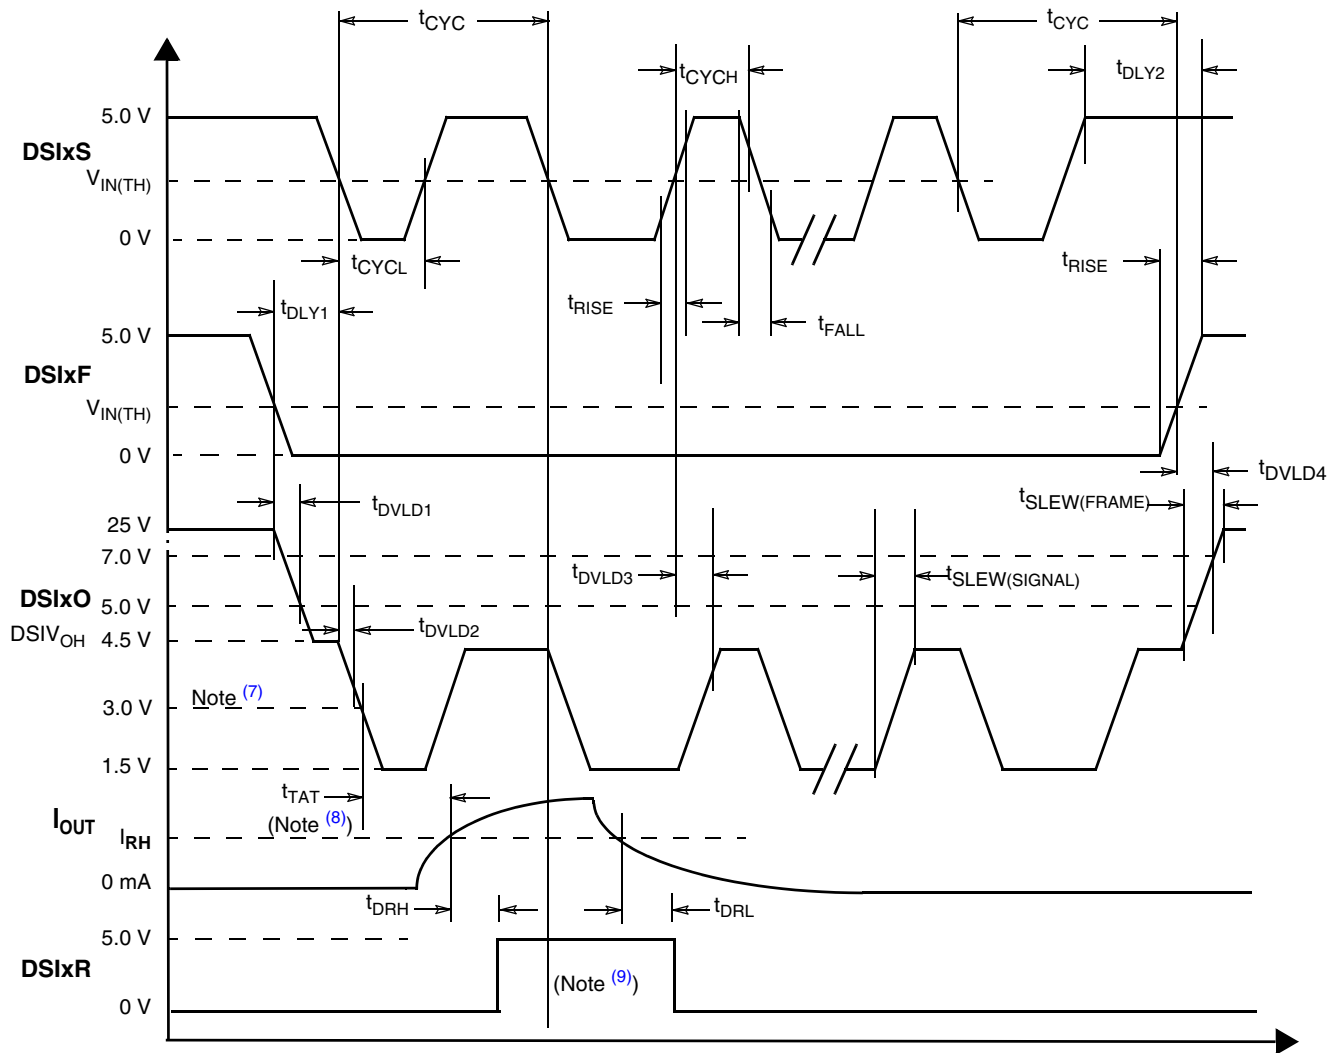 tCYC
tCYC
tCYCH
tDLY2
5.0 V
DSIxS
VIN(TH)
0 V
tCYCL
tRISE
tDLY1
tRISE
tFALL
5.0 V
DSIxF
VIN(TH)
0 V
tDVLD4
tDVLD1
tSLEW(FRAME)
25 V
7.0 V
tDVLD3
tSLEW(SIGNAL)
DSIxO
5.0 V
DSIVOH
4.5 V
tDVLD2
Note (7)
3.0 V
1.5 V
tTAT
(Note (8))
IOUT
IRH
0 mA
tDRH
tDRL
5.0 V
DSIxR
(Note (9))
0 V